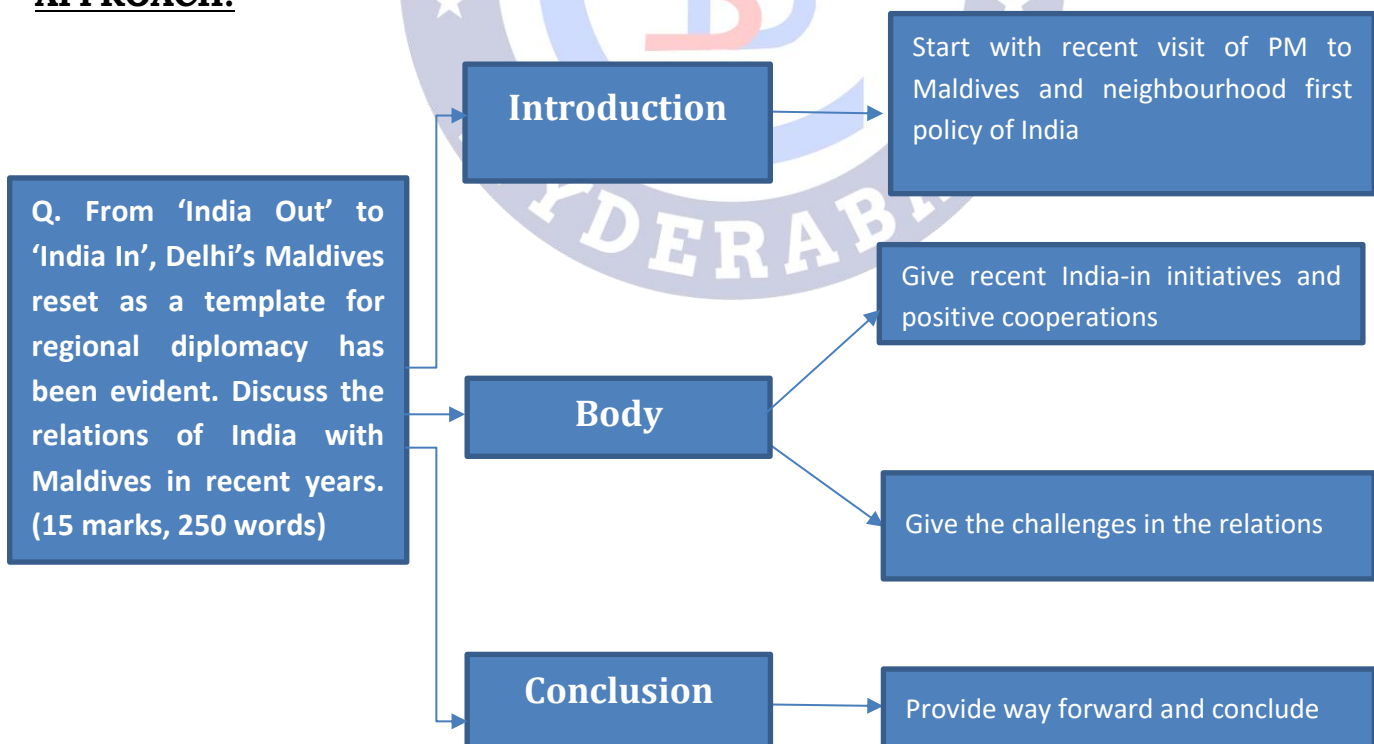 APPROACH:
Q. From ‘India Out’ to
‘India In’, Delhi’s Maldives
reset as a template for
regional diplomacy has
been evident. Discuss the
relations of India with
Maldives in recent years.
(15 marks, 250 words)
Introduction
Start with recent visit of PM to
Maldives and neighbourhood first
policy of India
Body
Give recent India-in initiatives and
positive cooperations
Give the challenges in the relations
Conclusion
Provide way forward and conclude